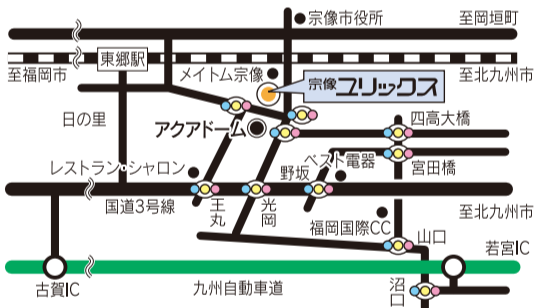 宗像市役所
至岡垣町
東郷駅
至福岡市
メイトム宗像
宗像ユリックス
至北九州市
日の里
アクアドーム
四高大橋
レストラン・シャロン
ベスト電器
野坂
宮田橋
国道3号線
王丸
光岡
福岡国際CC
至北九州市
山口
若宮IC
古賀IC
九州自動車道
沼口